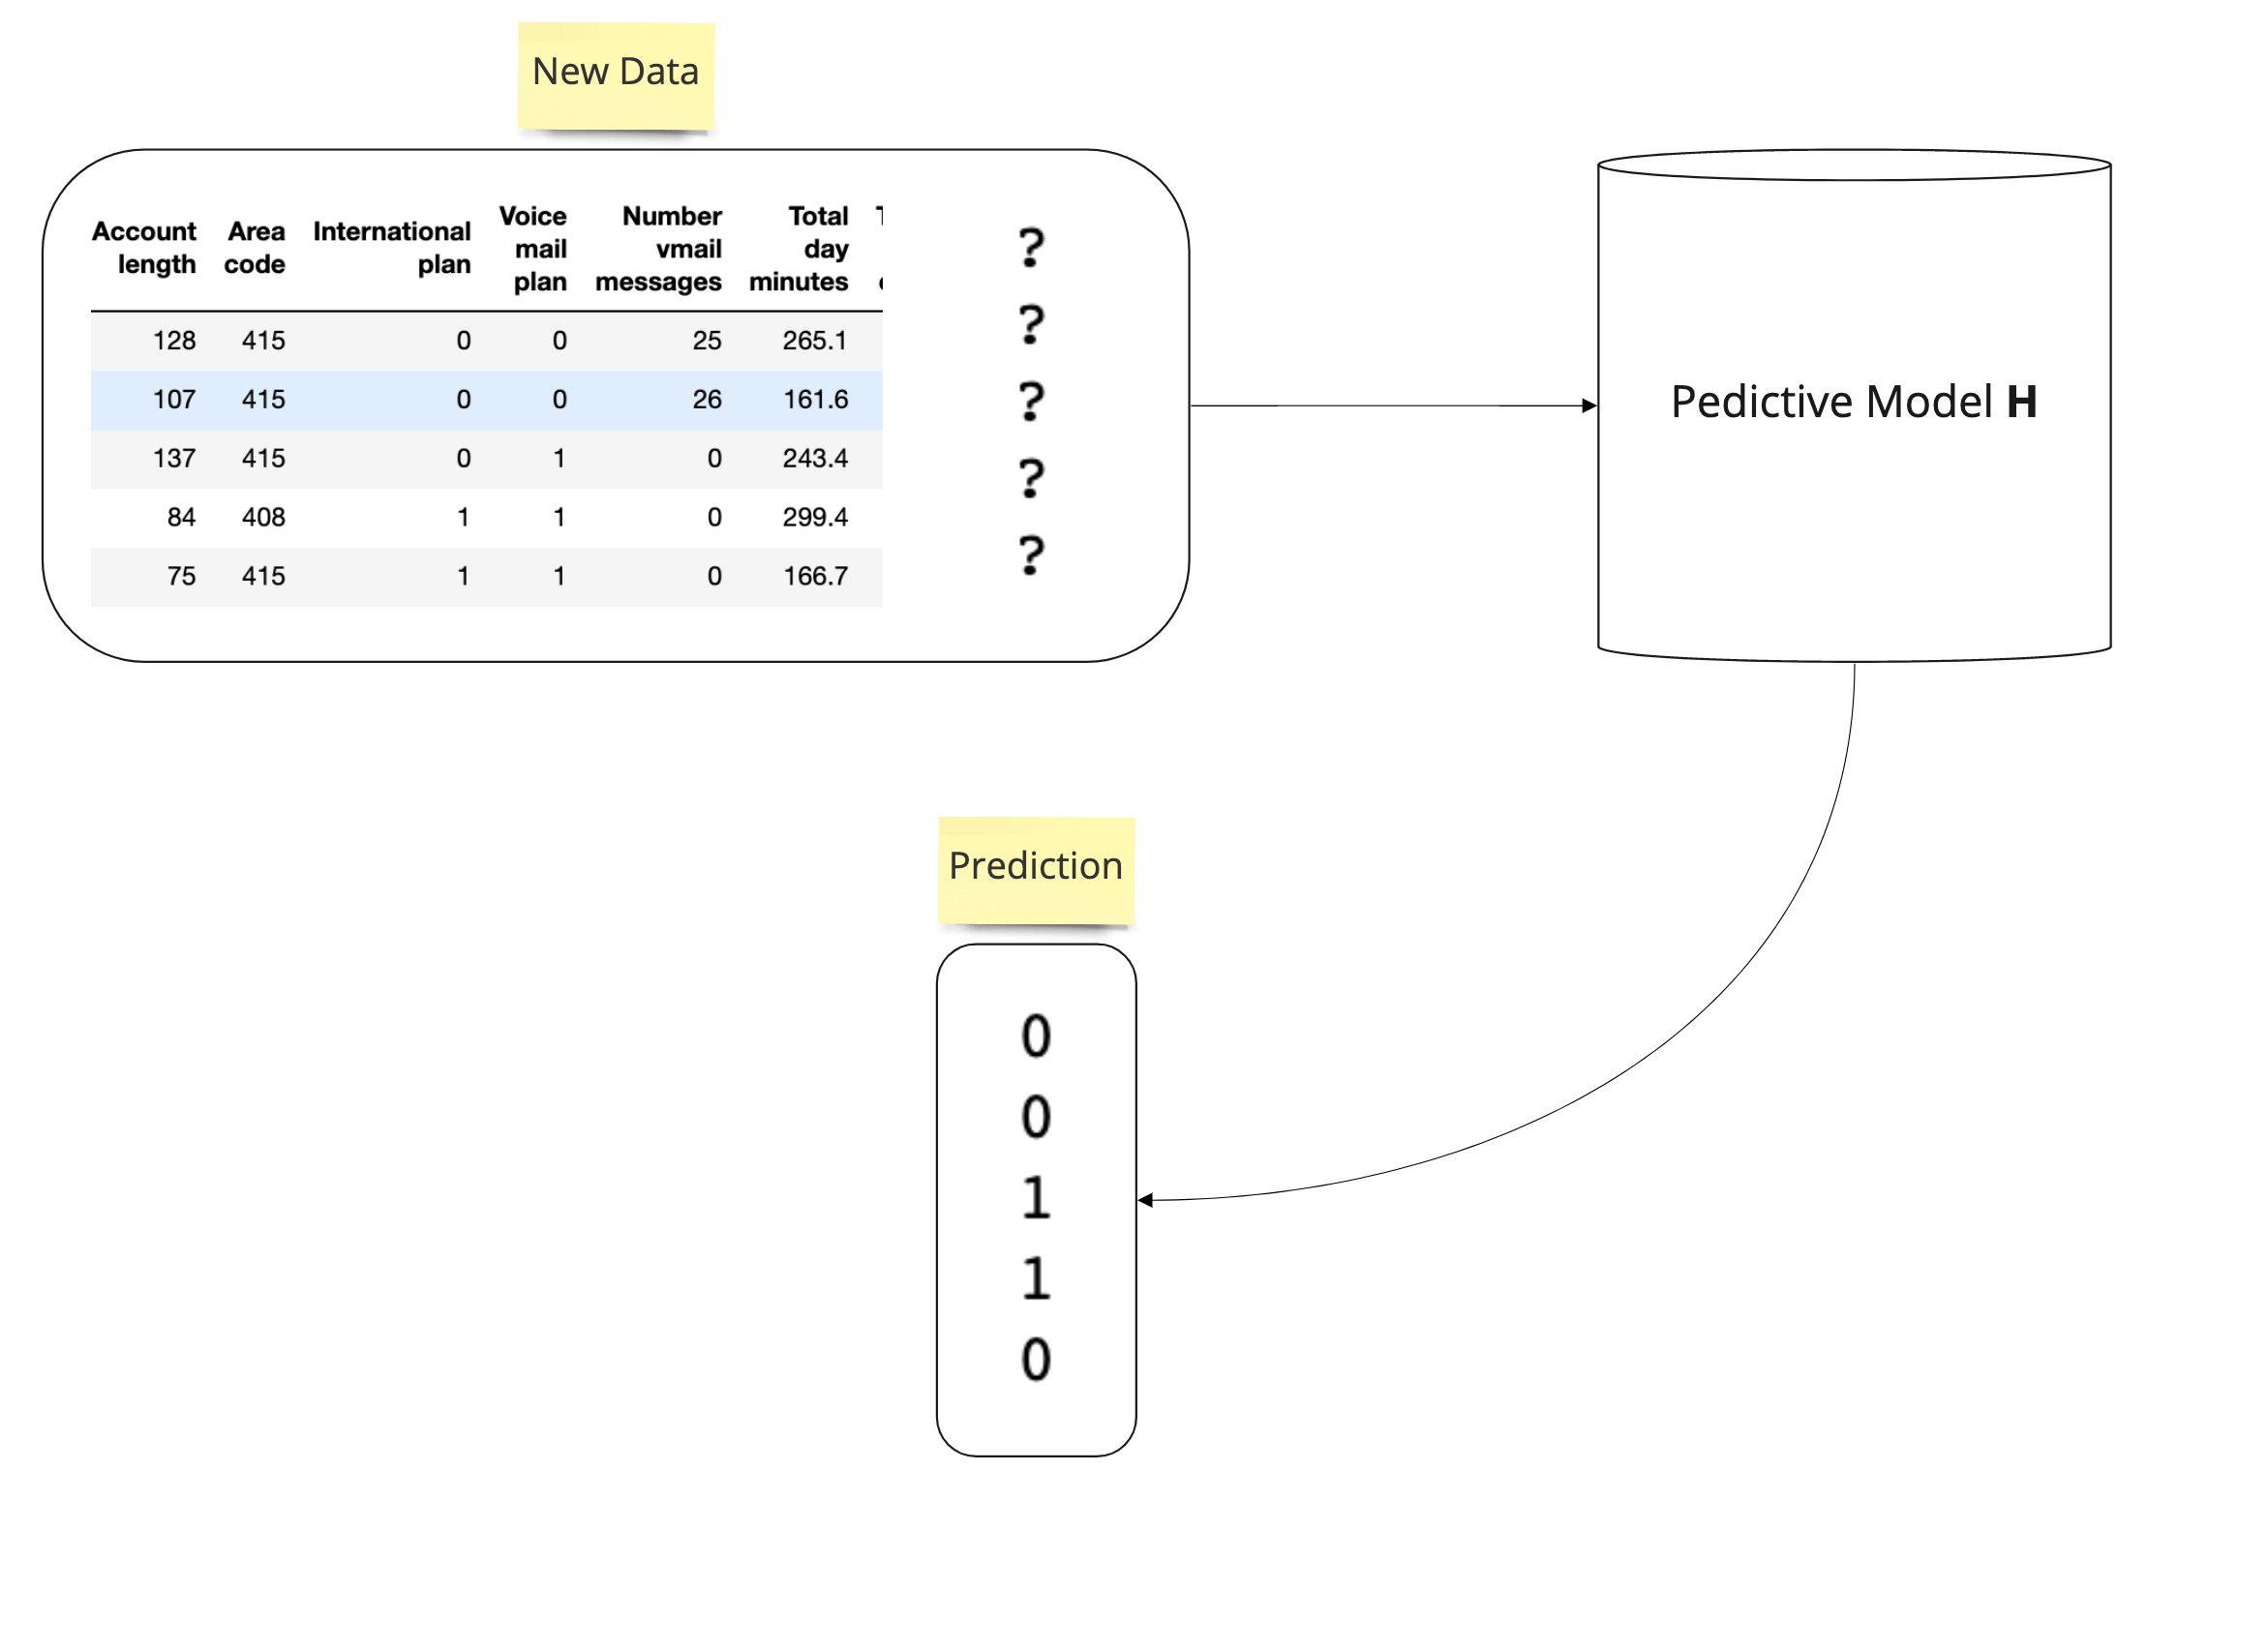 New Data
Account length Area code International plan Voice mail plan Number vmail messages Total day minutes
128 415 0 0 25 265.1
107 415 0 0 26 161.6
137 415 0 1 0 243.4
84 408 1 1 0 299.4
75 415 1 1 0 166.7
?
?
?
?
?
Pedictive Model H
Prediction
0
0
1
1
0